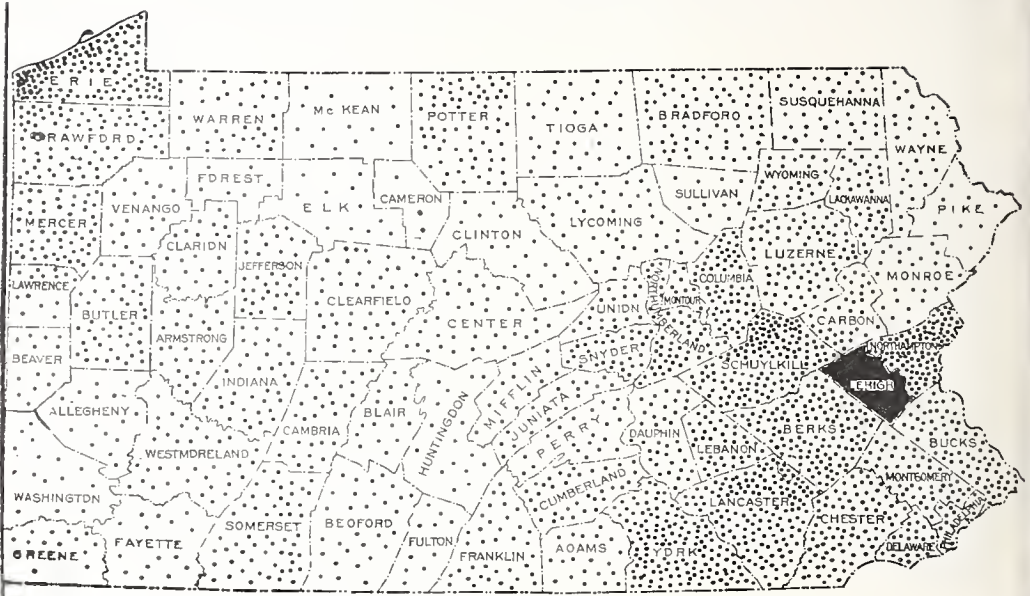 ERIE
CRAWFORD
WARREN
Mc KEAN
POTTER
TIOGA
BRADFORD
SUSQUEHANNA
WAYNE
FOREST
WYOMING
LACKAWANNA
SULLIVAN
PIKE
MERCER
VENANGO
ELK
CAMERON
CLINTON
LYCOMING
CLARION
JEFFERSON
LUZERNE
COLUMBIA
MONROE
LAWRENCE
BUTLER
CLEARFIELD
CENTER
UNION
NORTHUMBERLAND
MONTOUR
CARBON
BEAVER
ARMSTRONG
SNYDER
SCHUYLKILL
NORTHAMPTON
INDIANA
MIFFLIN
LEHIGH
ALLEGHENY
CAMBRIA
BLAIR
HUNTINGDON
JUNIATA
PERRY
DAUPHIN
LEBANON
BERKS
BUCKS
WESTMORELAND
CUMBERLAND
MONTGOMERY
WASHINGTON
LANCASTER
CHESTER
PHILADELPHIA
SOMERSET
BEDFORD
FULTON
FRANKLIN
ADAMS
YORK
DELAWARE
GREENE
FAYETTE